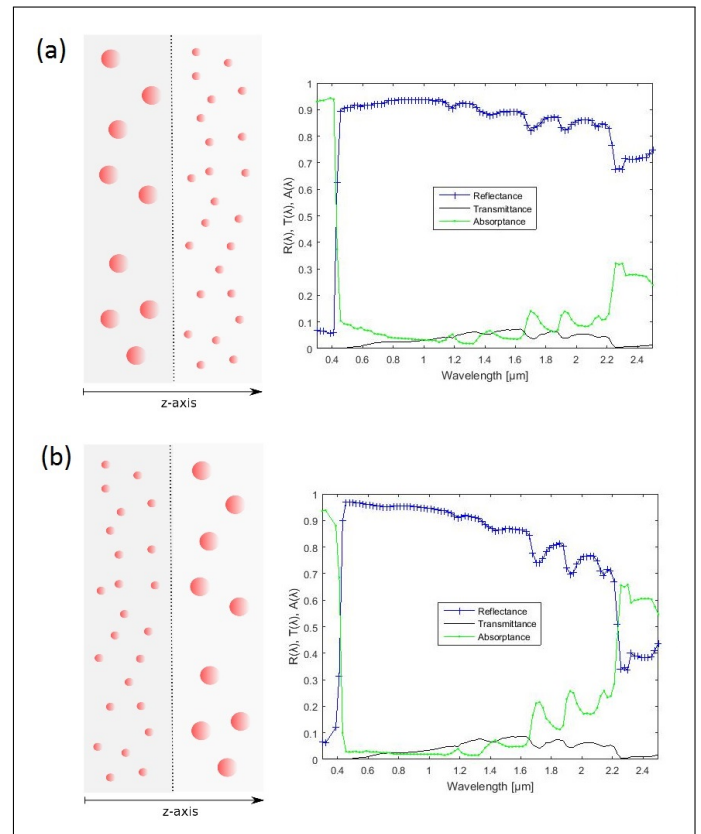 (a)
z-axis
R(λ), T(λ), A(λ)
1
0.9
0.8
0.7
0.6
0.5
0.4
0.3
0.2
0.1
0
Reflectance
Transmittance
Absorptance
0.4 0.6 0.8 1 1.2 1.4 1.6 1.8 2 2.2 2.4
Wavelength [µm]
(b)
z-axis
R(λ), T(λ), A(λ)
1
0.9
0.8
0.7
0.6
0.5
0.4
0.3
0.2
0.1
0
Reflectance
Transmittance
Absorptance
0.4 0.6 0.8 1 1.2 1.4 1.6 1.8 2 2.2 2.4
Wavelength [µm]